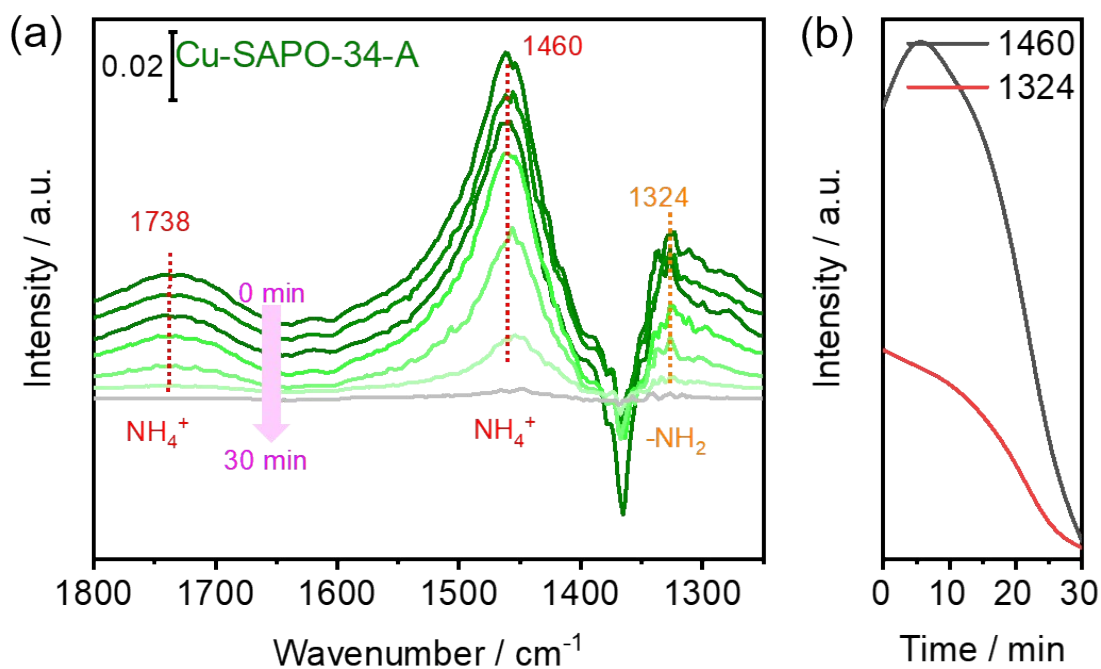 (a)
0.02
Cu-SAPO-34-A
1460
1738
1324
0 min
30 min
NH₄⁺
NH₄⁺
-NH₂
Intensity / a.u.
1800 1700 1600 1500 1400 1300
Wavenumber / cm⁻¹
(b)
1460
1324
Intensity / a.u.
0 10 20 30
Time / min